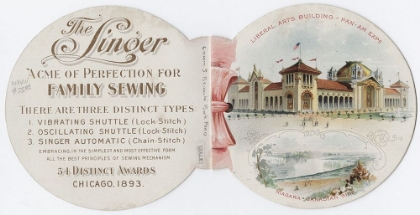 The
Singer
ACME OF PERFECTION FOR
FAMILY SEWING
THERE ARE THREE DISTINCT TYPES
1. VIBRATING SHUTTLE (Lock-Stitch)
2. OSCILLATING SHUTTLE (Lock-Stitch)
3. SINGER AUTOMATIC (Chain-Stitch)
EMBRACING IN THE SIMPLEST AND MOST EFFECTIVE FORM
ALL THE BEST PRINCIPLES OF SEWING MECHANISM.
54 DISTINCT AWARDS
CHICAGO, 1893.
LIBERAL ARTS BUILDING - PAN-AM. EXPN.
NIAGARA - CANADIAN